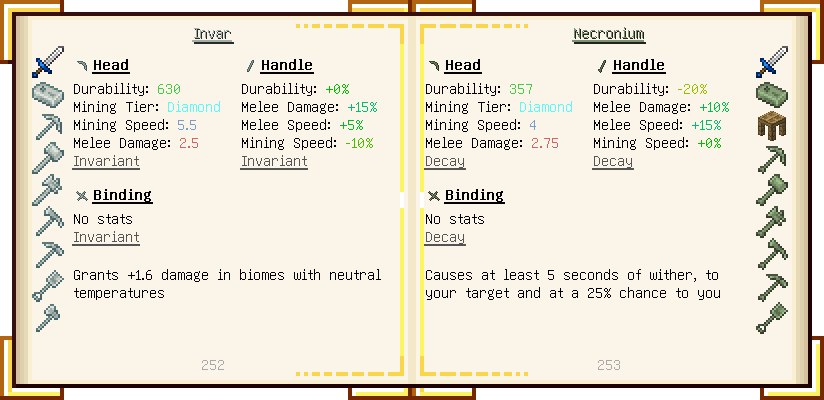 Invar
Head
Durability: 630
Mining Tier: Diamond
Mining Speed: 5.5
Melee Damage: 2.5
Invariant
Handle
Durability: +0%
Melee Damage: +15%
Melee Speed: +5%
Mining Speed: -10%
Invariant
Binding
No stats
Invariant
Grants +1.6 damage in biomes with neutral
temperatures
252
Necronium
Head
Durability: 357
Mining Tier: Diamond
Mining Speed: 4
Melee Damage: 2.75
Decay
Handle
Durability: -20%
Melee Damage: +10%
Melee Speed: +15%
Mining Speed: +0%
Decay
Binding
No stats
Decay
Causes at least 5 seconds of wither, to
your target and at a 25% chance to you
253